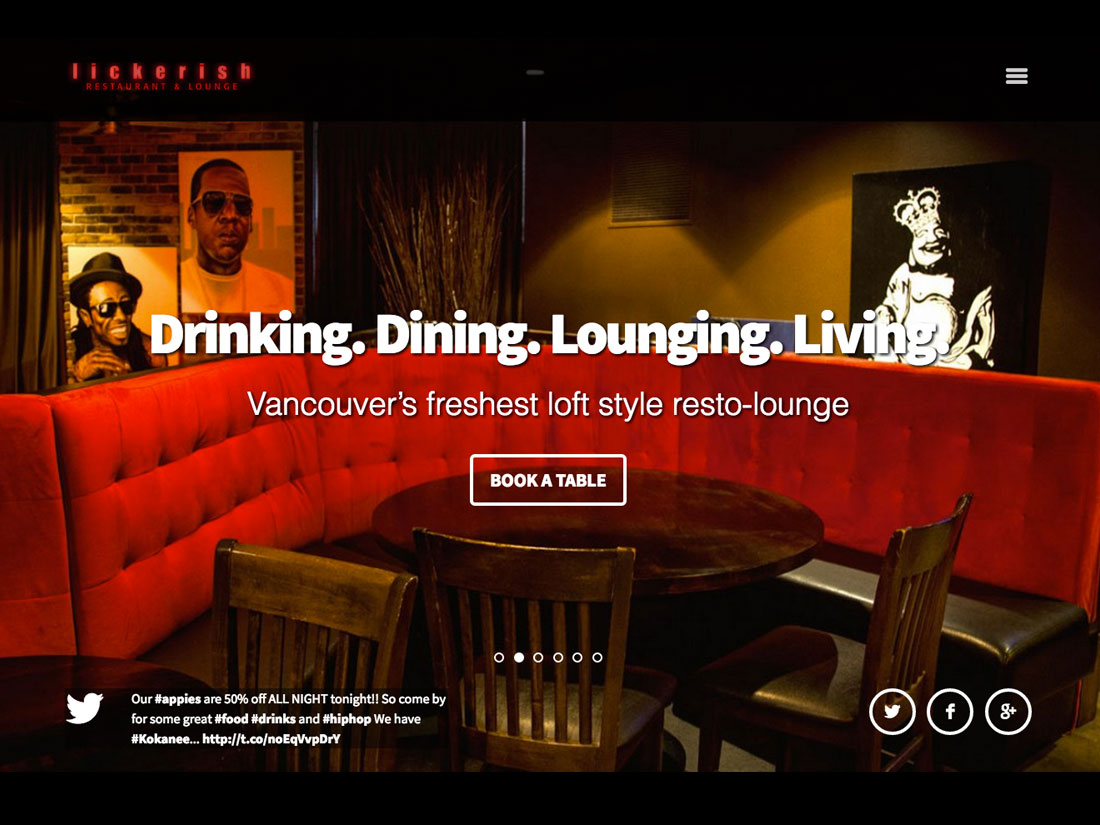 lickerish
RESTAURANT & LOUNGE
Drinking. Dining. Lounging. Living.
Vancouver's freshest loft style resto-lounge
BOOK A TABLE
Our #appies are 50% off ALL NIGHT tonight!! So come by
for some great #food #drinks and #hiphop We have
#Kokanee... http://t.co/noEqVvpDrY